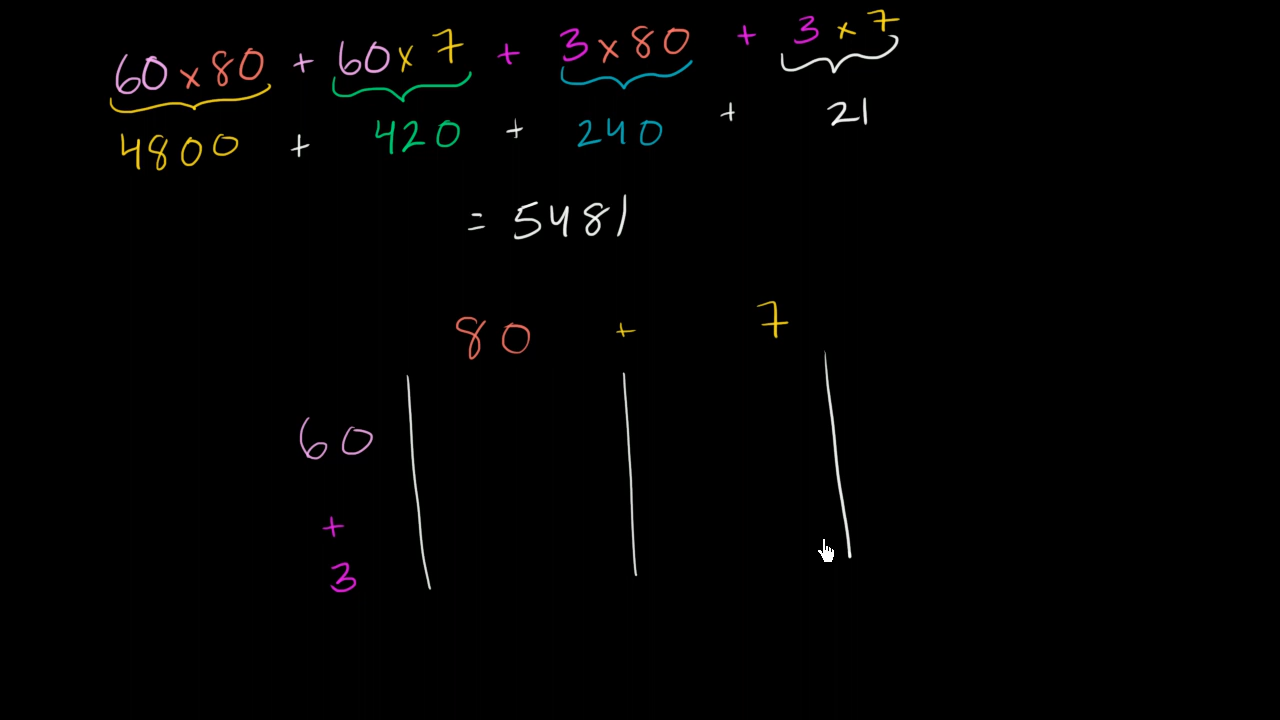 60 x 80 + 60 x 7 + 3 x 80 + 3 x 7
4800 + 420 + 240 + 21
= 5481
80 + 7
60
+
3